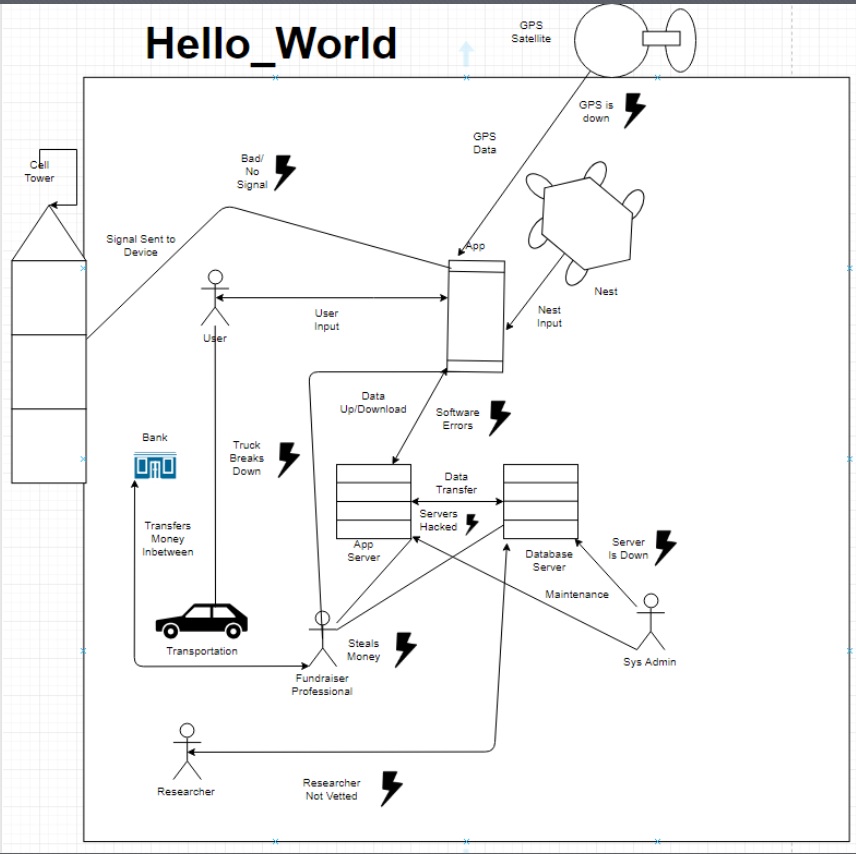 Hello_World
GPS
Satellite
GPS is
down
GPS
Data
Cell
Tower
Bad/
No
Signal
Signal Sent to
Device
App
Nest
User
Input
Nest
Input
User
Data
Up/Download
Software
Errors
Bank
Truck
Breaks
Down
Data
Transfer
Servers
Hacked
Transfers
Money
Inbetween
App
Server
Database
Server
Server
Is Down
Maintenance
Transportation
Steals
Money
Sys Admin
Fundraiser
Professional
Researcher
Researcher
Not Vetted